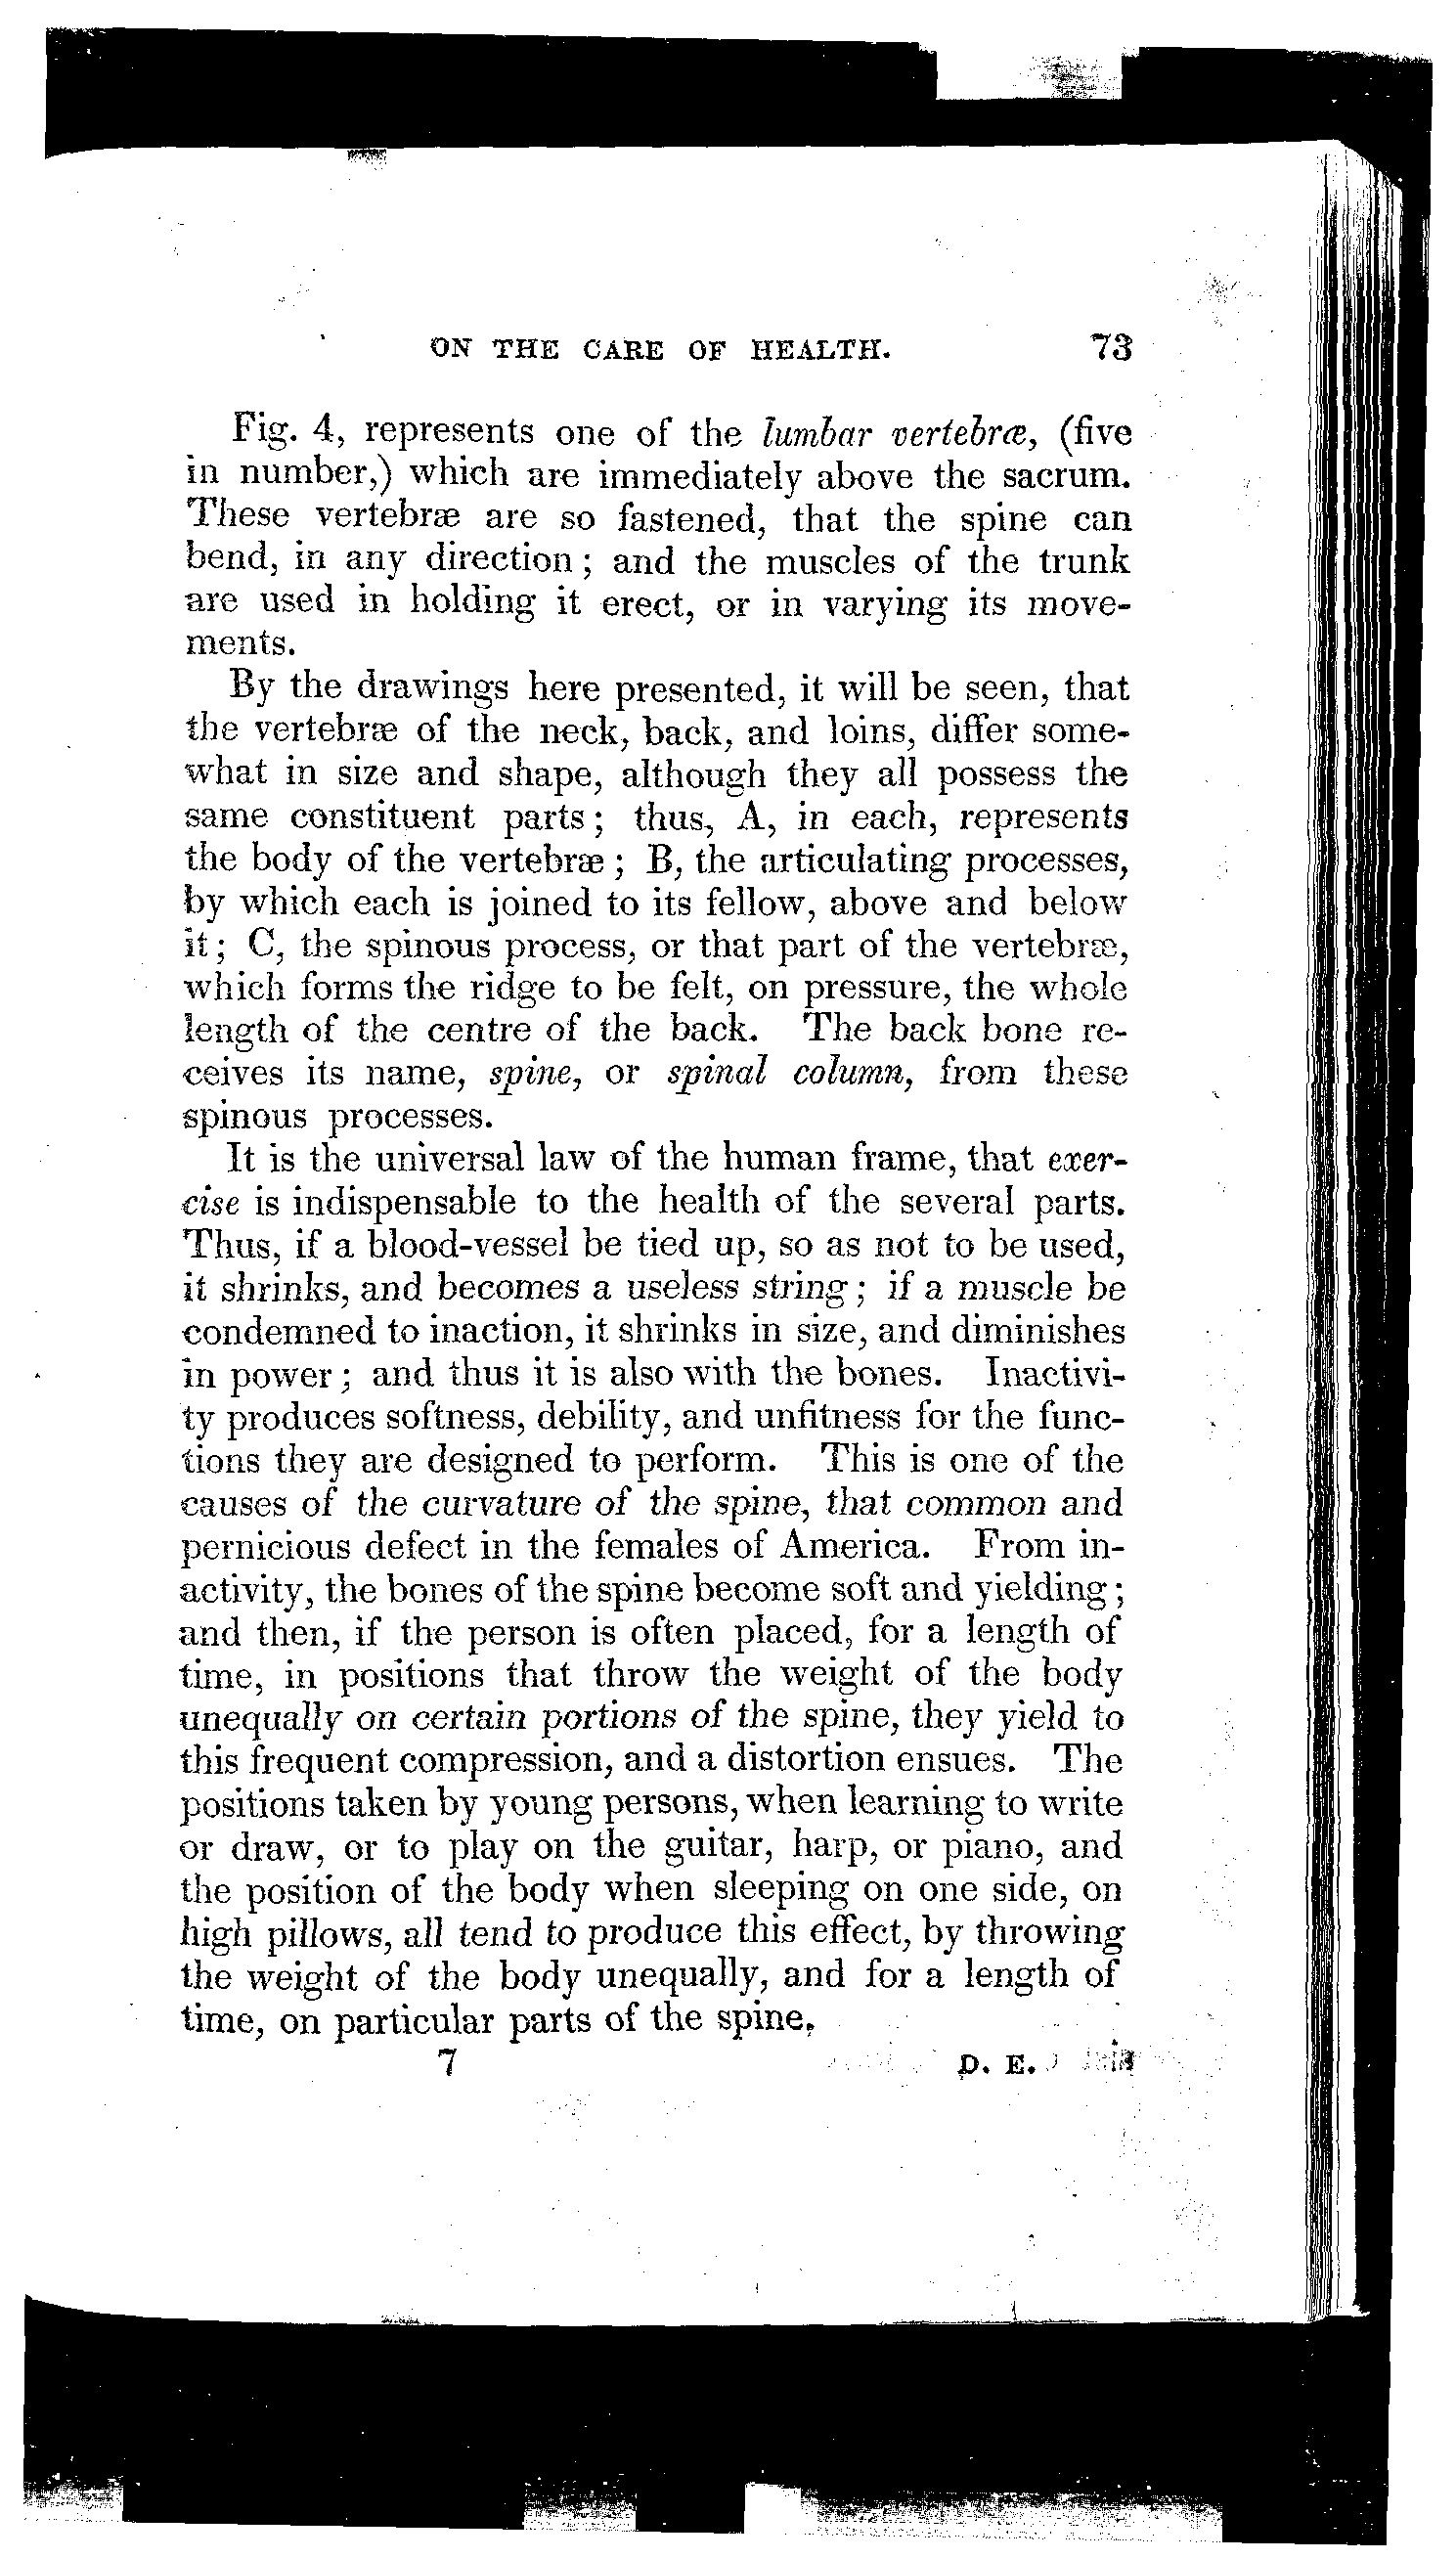 ON THE CARE OF HEALTH. 73
Fig. 4, represents one of the lumbar vertebræ, (five
in number,) which are immediately above the sacrum.
These vertebræ are so fastened, that the spine can
bend, in any direction; and the muscles of the trunk
are used in holding it erect, or in varying its move-
ments.
By the drawings here presented, it will be seen, that
the vertebræ of the neck, back, and loins, differ some-
what in size and shape, although they all possess the
same constituent parts; thus, A, in each, represents
the body of the vertebræ; B, the articulating processes,
by which each is joined to its fellow, above and below
it; C, the spinous process, or that part of the vertebræ,
which forms the ridge to be felt, on pressure, the whole
length of the centre of the back. The back bone re-
ceives its name, spine, or spinal column, from these
spinous processes.
It is the universal law of the human frame, that exer-
cise is indispensable to the health of the several parts.
Thus, if a blood-vessel be tied up, so as not to be used,
it shrinks, and becomes a useless string; if a muscle be
condemned to inaction, it shrinks in size, and diminishes
in power; and thus it is also with the bones. Inactivi-
ty produces softness, debility, and unfitness for the func-
tions they are designed to perform. This is one of the
causes of the curvature of the spine, that common and
pernicious defect in the females of America. From in-
activity, the bones of the spine become soft and yielding;
and then, if the person is often placed, for a length of
time, in positions that throw the weight of the body
unequally on certain portions of the spine, they yield to
this frequent compression, and a distortion ensues. The
positions taken by young persons, when learning to write
or draw, or to play on the guitar, harp, or piano, and
the position of the body when sleeping on one side, on
high pillows, all tend to produce this effect, by throwing
the weight of the body unequally, and for a length of
time, on particular parts of the spine.
7 D. E.